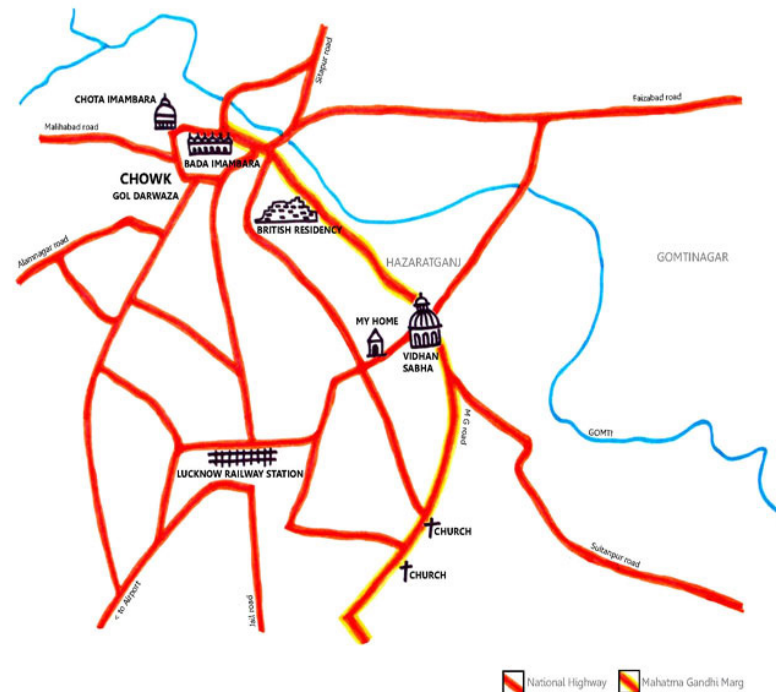 Sitapur road
Faizabad road
CHOTA IMAMBARA
Malihabad road
BADA IMAMBARA
CHOWK
GOL DARWAZA
BRITISH RESIDENCY
Alamnagar road
HAZARATGANJ
GOMTINAGAR
MY HOME
VIDHAN
SABHA
M G road
GOMTI
LUCKNOW RAILWAY STATION
CHURCH
Sultanpur road
CHURCH
< to Airport
Jail road
National Highway
Mahatma Gandhi Marg